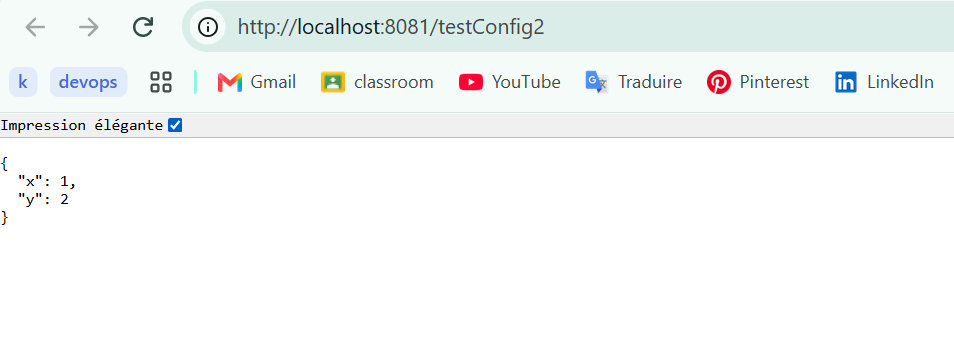 http://localhost:8081/testConfig2
k devops Gmail classroom YouTube Traduire Pinterest LinkedIn
Impression élégante
{
  "x": 1,
  "y": 2
}